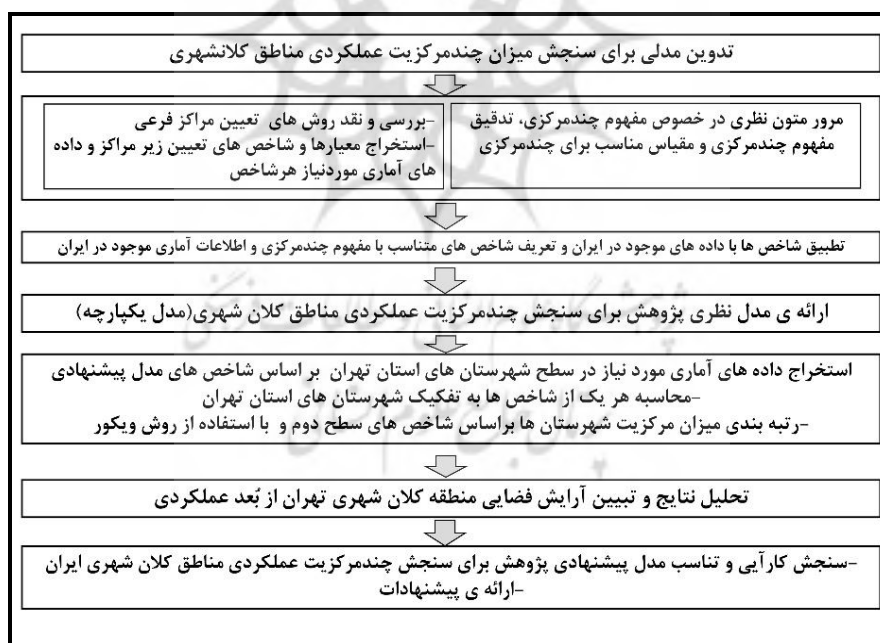 تدوین مدلی برای سنجش میزان چندمرکزیت عملکردی مناطق کلانشهری
مرور متون نظری در خصوص مفهوم چندمرکزی، تدقیق
مفهوم چندمرکزی و مقیاس مناسب برای چندمرکزی
-بررسی و نقد روش های تعیین مراکز فرعی
-استخراج معیارها و شاخص های تعیین زیر مراکز و داده
های آماری موردنیاز هرشاخص
تطبیق شاخص ها با داده های موجود در ایران و تعریف شاخص های متناسب با مفهوم چندمرکزی و اطلاعات آماری موجود در ایران
ارائه ی مدل نظری پژوهش برای سنجش چندمرکزیت عملکردی مناطق کلان شهری(مدل یکپارچه)
استخراج داده های آماری مورد نیاز در سطح شهرستان های استان تهران بر اساس شاخص های مدل پیشنهادی
-محاسبه هر یک از شاخص ها به تفکیک شهرستان های استان تهران
-رتبه بندی میزان مرکزیت شهرستان ها براساس شاخص های سطح دوم و با استفاده از روش ویکور
تحلیل نتایج و تبیین آرایش فضایی منطقه کلان شهری تهران از بُعد عملکردی
-سنجش کارآیی و تناسب مدل پیشنهادی پژوهش برای سنجش چندمرکزیت عملکردی مناطق کلان شهری ایران
-ارائه ی پیشنهادات